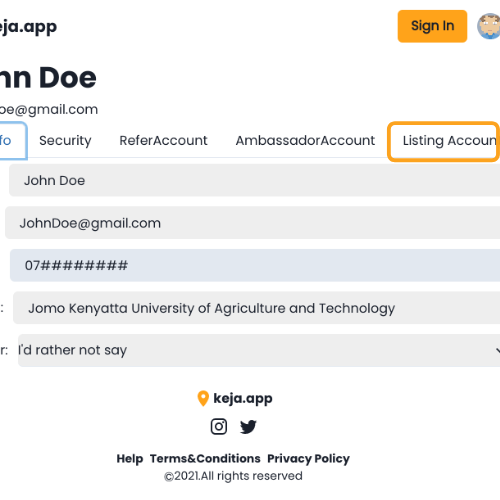 eja.app Sign In
hn Doe
oe@gmail.com
fo Security ReferAccount AmbassadorAccount Listing Accoun
John Doe
JohnDoe@gmail.com
07########
: Jomo Kenyatta University of Agriculture and Technology
r: I'd rather not say
keja.app
Help Terms&Conditions Privacy Policy
©2021.All rights reserved